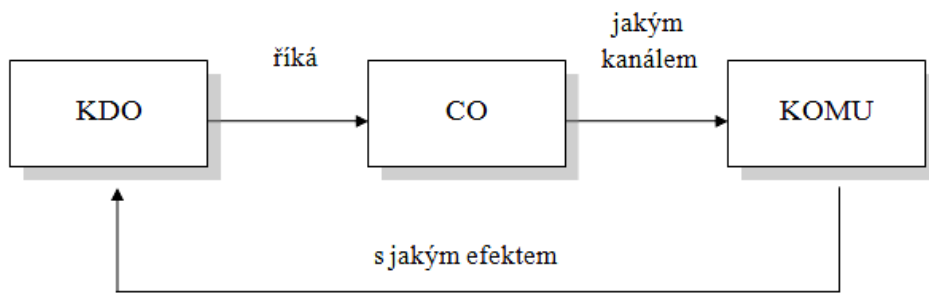 KDO
říká
CO
jakým
kanálem
KOMU
s jakým efektem